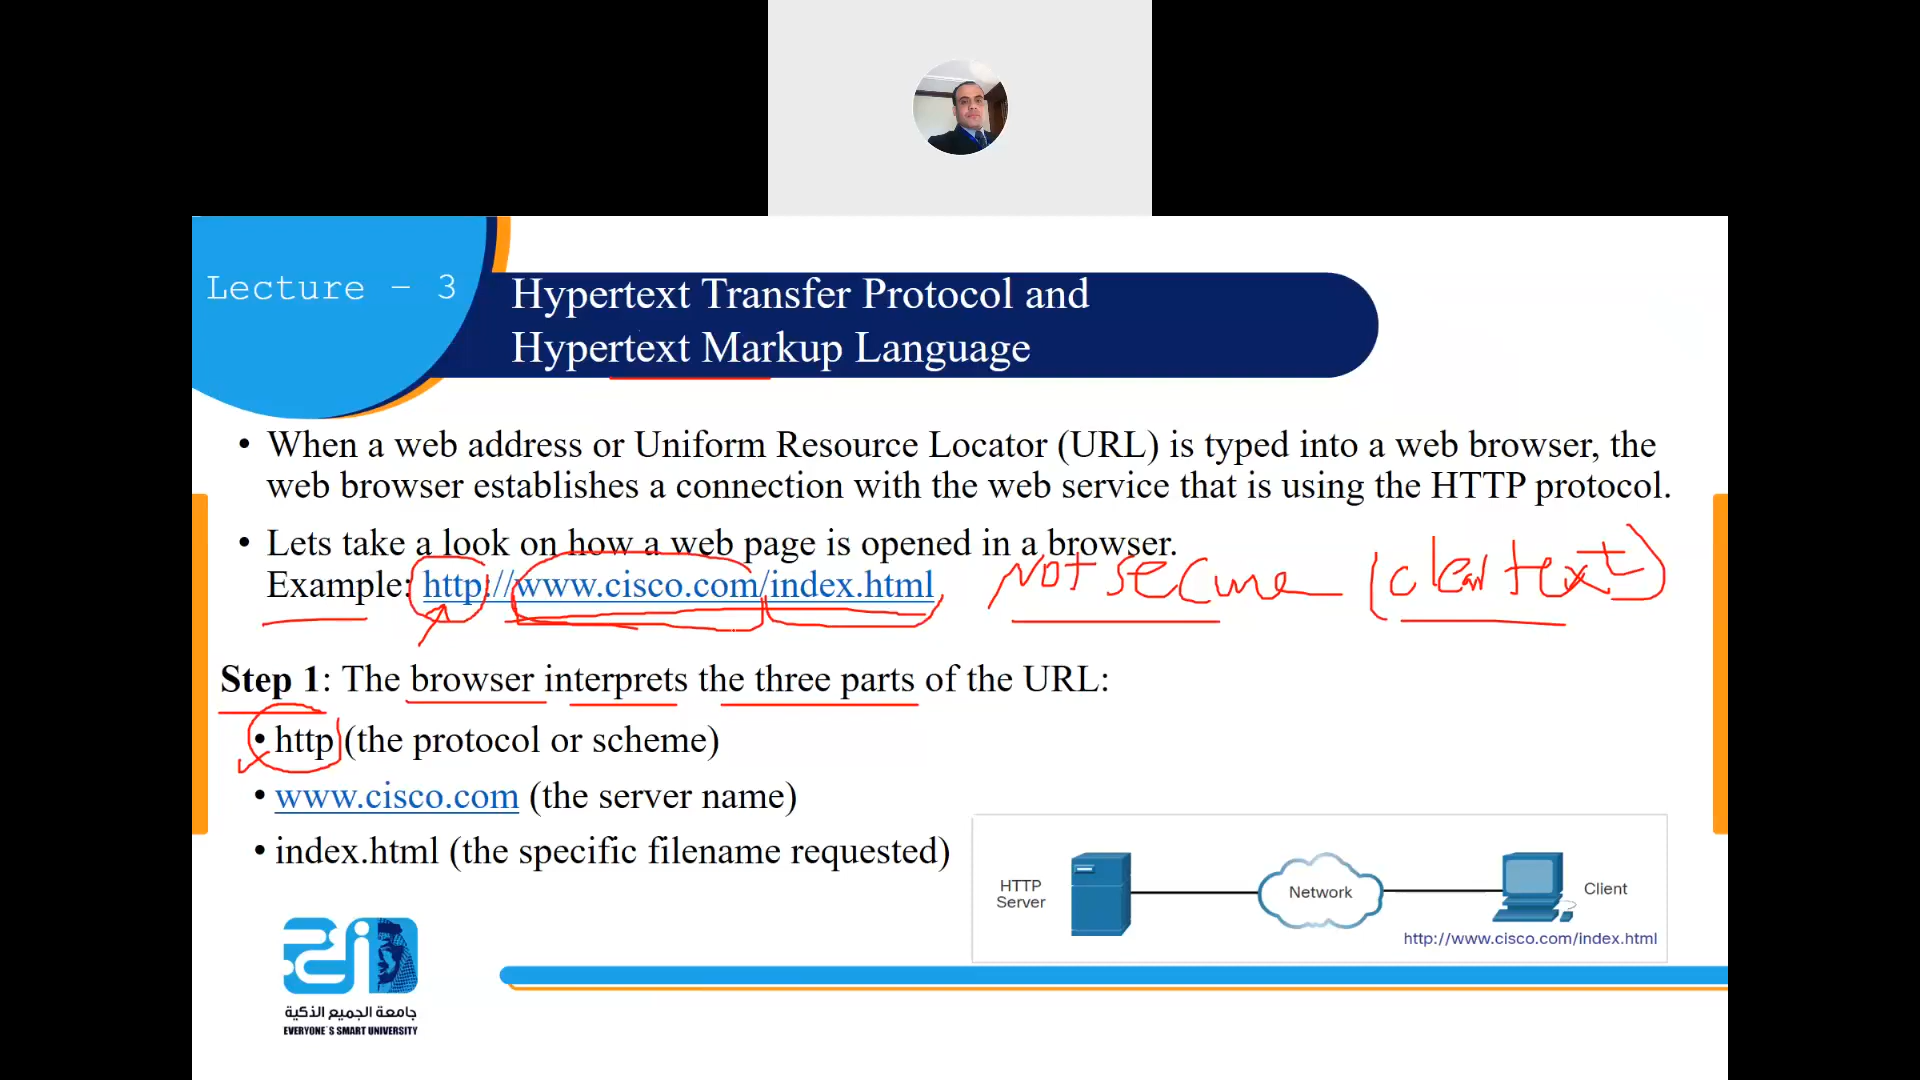 Lecture – 3
Hypertext Transfer Protocol and
Hypertext Markup Language
• When a web address or Uniform Resource Locator (URL) is typed into a web browser, the
web browser establishes a connection with the web service that is using the HTTP protocol.
• Lets take a look on how a web page is opened in a browser.
Example: http://www.cisco.com/index.html
Not secure (clear text)
Step 1: The browser interprets the three parts of the URL:
• http (the protocol or scheme)
• www.cisco.com (the server name)
• index.html (the specific filename requested)
HTTP
Server
Network
Client
http://www.cisco.com/index.html
جامعة الجميع الذكية
EVERYONE`S SMART UNIVERSITY